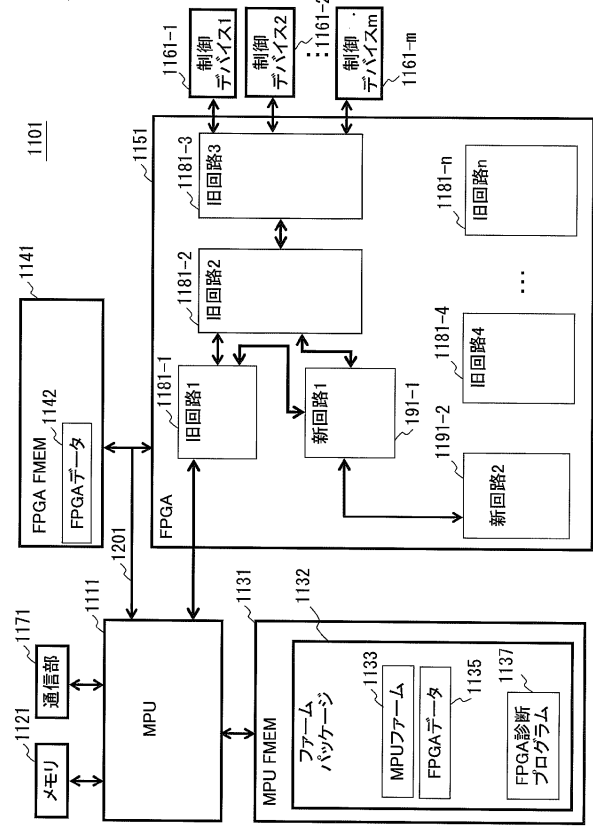 1101
1121
メモリ
1171
通信部
1111
MPU
1201
1141
FPGA FMEM
1142
FPGAデータ
1131
MPU FMEM
1132
ファーム
パッケージ
1133
MPUファーム
FPGAデータ
1135
1137
FPGA診断
プログラム
1151
FPGA
1181-1
旧回路1
1181-2
旧回路2
1181-3
旧回路3
新回路1
191-1
1191-2
新回路2
1181-4
旧回路4
...
1181-n
旧回路n
1161-1
制御
デバイス1
制御
デバイス2
1161-2
制御
デバイスm
1161-m